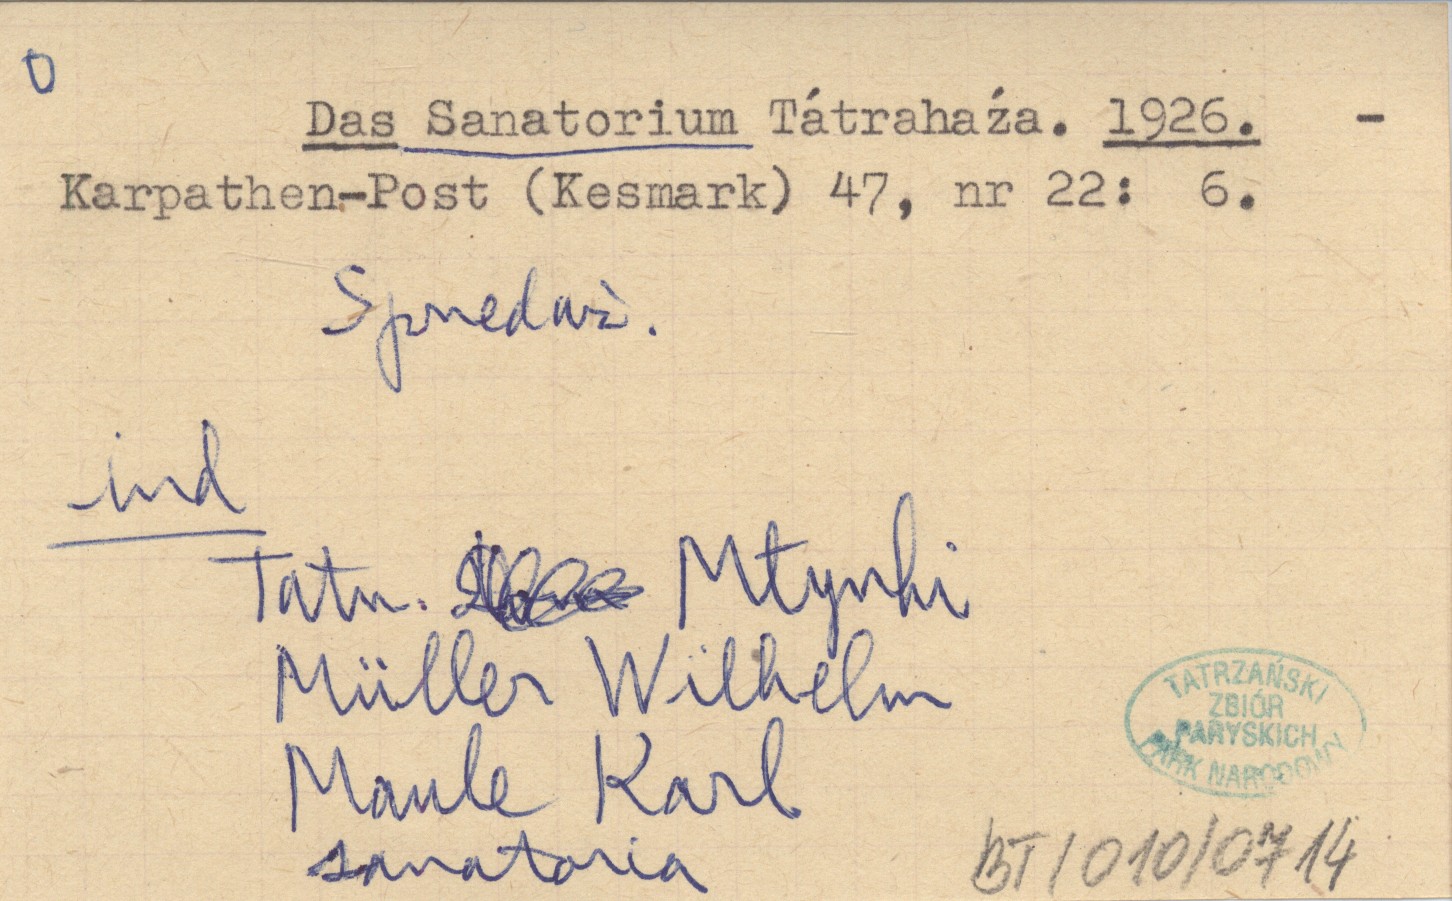 O
Das Sanatorium Tátrahaźa. 1926. -
Karpathen-Post (Kesmark) 47, nr 22: 6.
Sprzedaż.
ind
Tatrz. Młynki
Müller Wilhelm
Maule Karl
sanatoria
TATRZAŃSKI
ZBIÓR
PARYSKICH
PARK NARODOWY
BT/010/0714